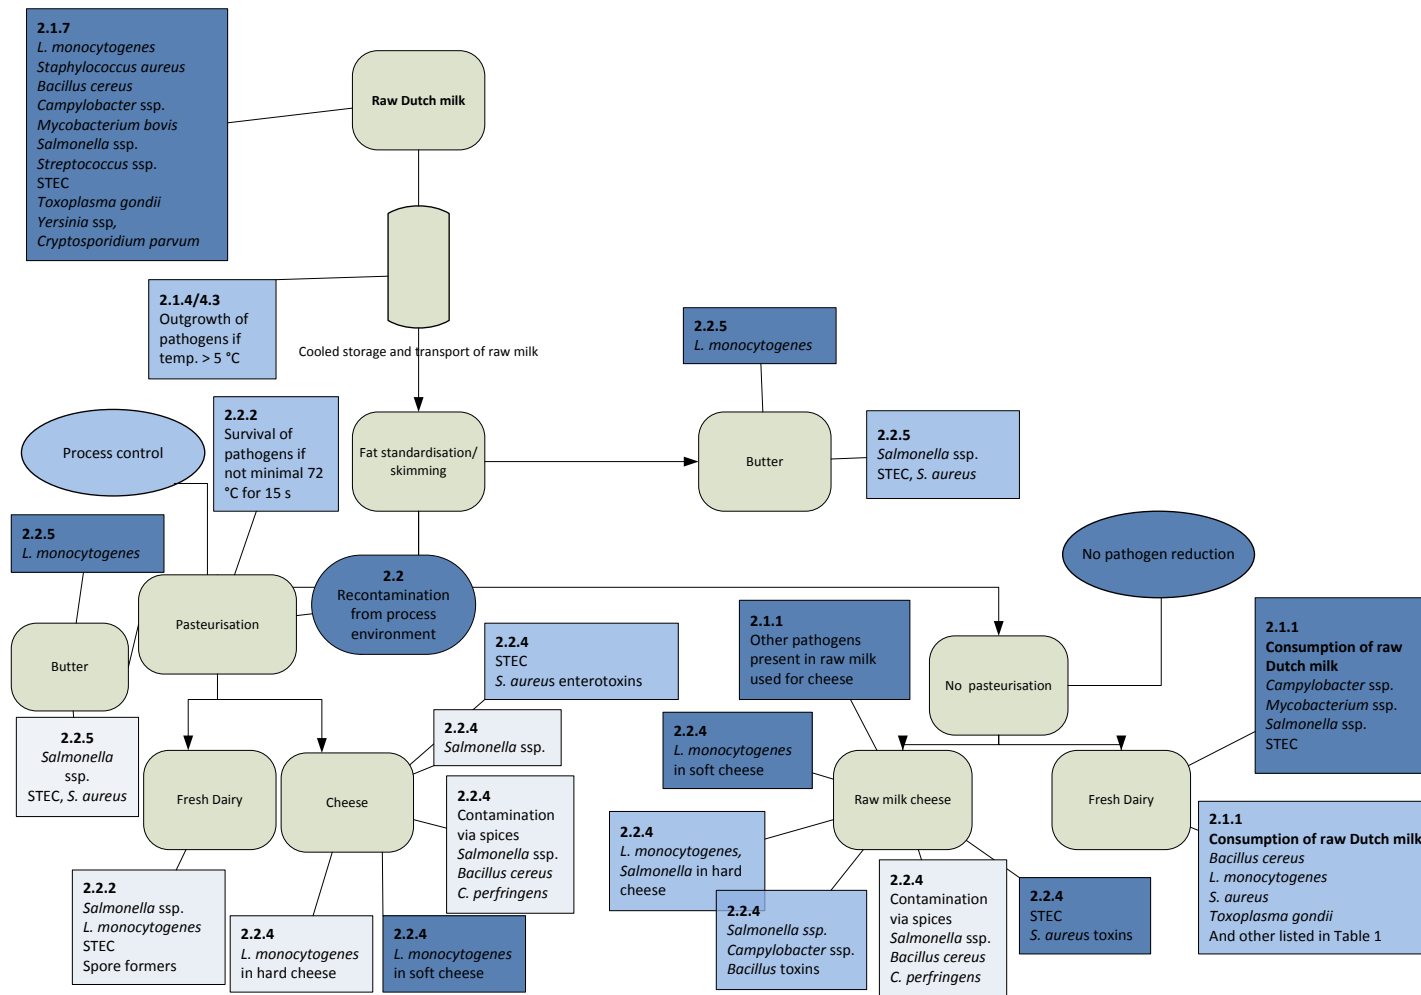 2.1.7
L. monocytogenes
Staphylococcus aureus
Bacillus cereus
Campylobacter ssp.
Mycobacterium bovis
Salmonella ssp.
Streptococcus ssp.
STEC
Toxoplasma gondii
Yersinia ssp,
Cryptosporidium parvum
Raw Dutch milk
2.1.4/4.3
Outgrowth of
pathogens if
temp. > 5 °C
Cooled storage and transport of raw milk
2.2.5
L. monocytogenes
Process control
2.2.2
Survival of
pathogens if
not minimal 72
°C for 15 s
Fat standardisation/
skimming
Butter
2.2.5
Salmonella ssp.
STEC, S. aureus
2.2.5
L. monocytogenes
No pathogen reduction
2.2
Recontamination
from process
environment
Pasteurisation
Butter
2.2.4
STEC
S. aureus enterotoxins
2.1.1
Other pathogens
present in raw milk
used for cheese
No pasteurisation
2.1.1
Consumption of raw
Dutch milk
Campylobacter ssp.
Mycobacterium ssp.
Salmonella ssp.
STEC
2.2.5
Salmonella
ssp.
STEC, S. aureus
Fresh Dairy
Cheese
2.2.4
Salmonella ssp.
2.2.4
L. monocytogenes
in soft cheese
Raw milk cheese
Fresh Dairy
2.2.4
Contamination
via spices
Salmonella ssp.
Bacillus cereus
C. perfringens
2.2.4
L. monocytogenes,
Salmonella in hard
cheese
2.1.1
Consumption of raw Dutch milk
Bacillus cereus
L. monocytogenes
S. aureus
Toxoplasma gondii
And other listed in Table 1
2.2.2
Salmonella ssp.
L. monocytogenes
STEC
Spore formers
2.2.4
L. monocytogenes
in hard cheese
2.2.4
L. monocytogenes
in soft cheese
2.2.4
Salmonella ssp.
Campylobacter ssp.
Bacillus toxins
2.2.4
Contamination
via spices
Salmonella ssp.
Bacillus cereus
C. perfringens
2.2.4
STEC
S. aureus toxins